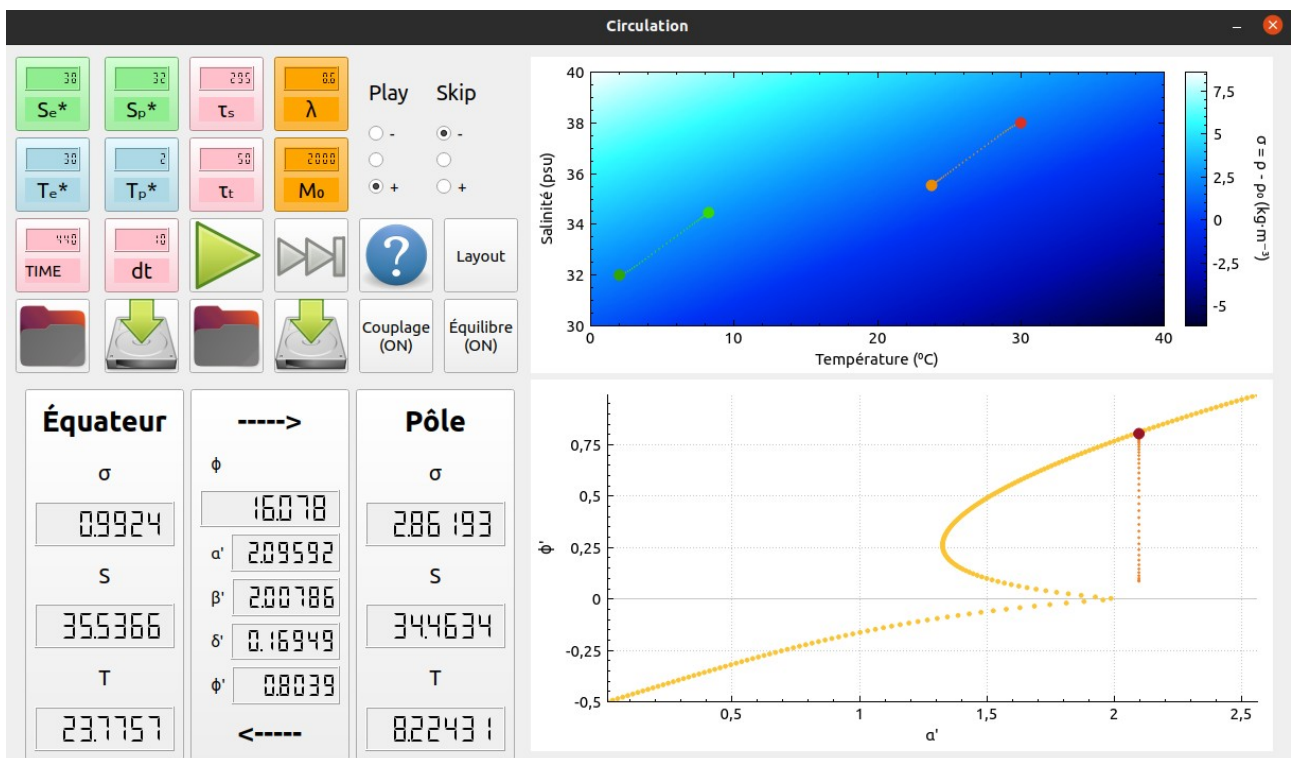 Circulation
38 32 295 8.6
Sₑ* Sₚ* τₛ λ
Play Skip
- -
30 2 50 2000
Tₑ* Tₚ* τₜ M₀
+ +
440 10
TIME dt
? Layout
Couplage (ON)
Équilibre (ON)
Équateur
σ
0.9924
S
35.5366
T
23.7757
----->
ϕ
16.078
α' 2.09592
β' 2.00786
δ' 0.16949
ϕ' 0.8039
<-----
Pôle
σ
2.86193
S
34.4634
T
8.22431
40
38
36
34
32
30
Salinité (psu)
0 10 20 30 40
Température (⁰C)
7,5
5
2,5
0
-2,5
-5
σ = ρ - ρ₀ (kg·m⁻³)
0,75
0,5
0,25
0
-0,25
-0,5
ϕ'
0,5 1 1,5 2 2,5
α'